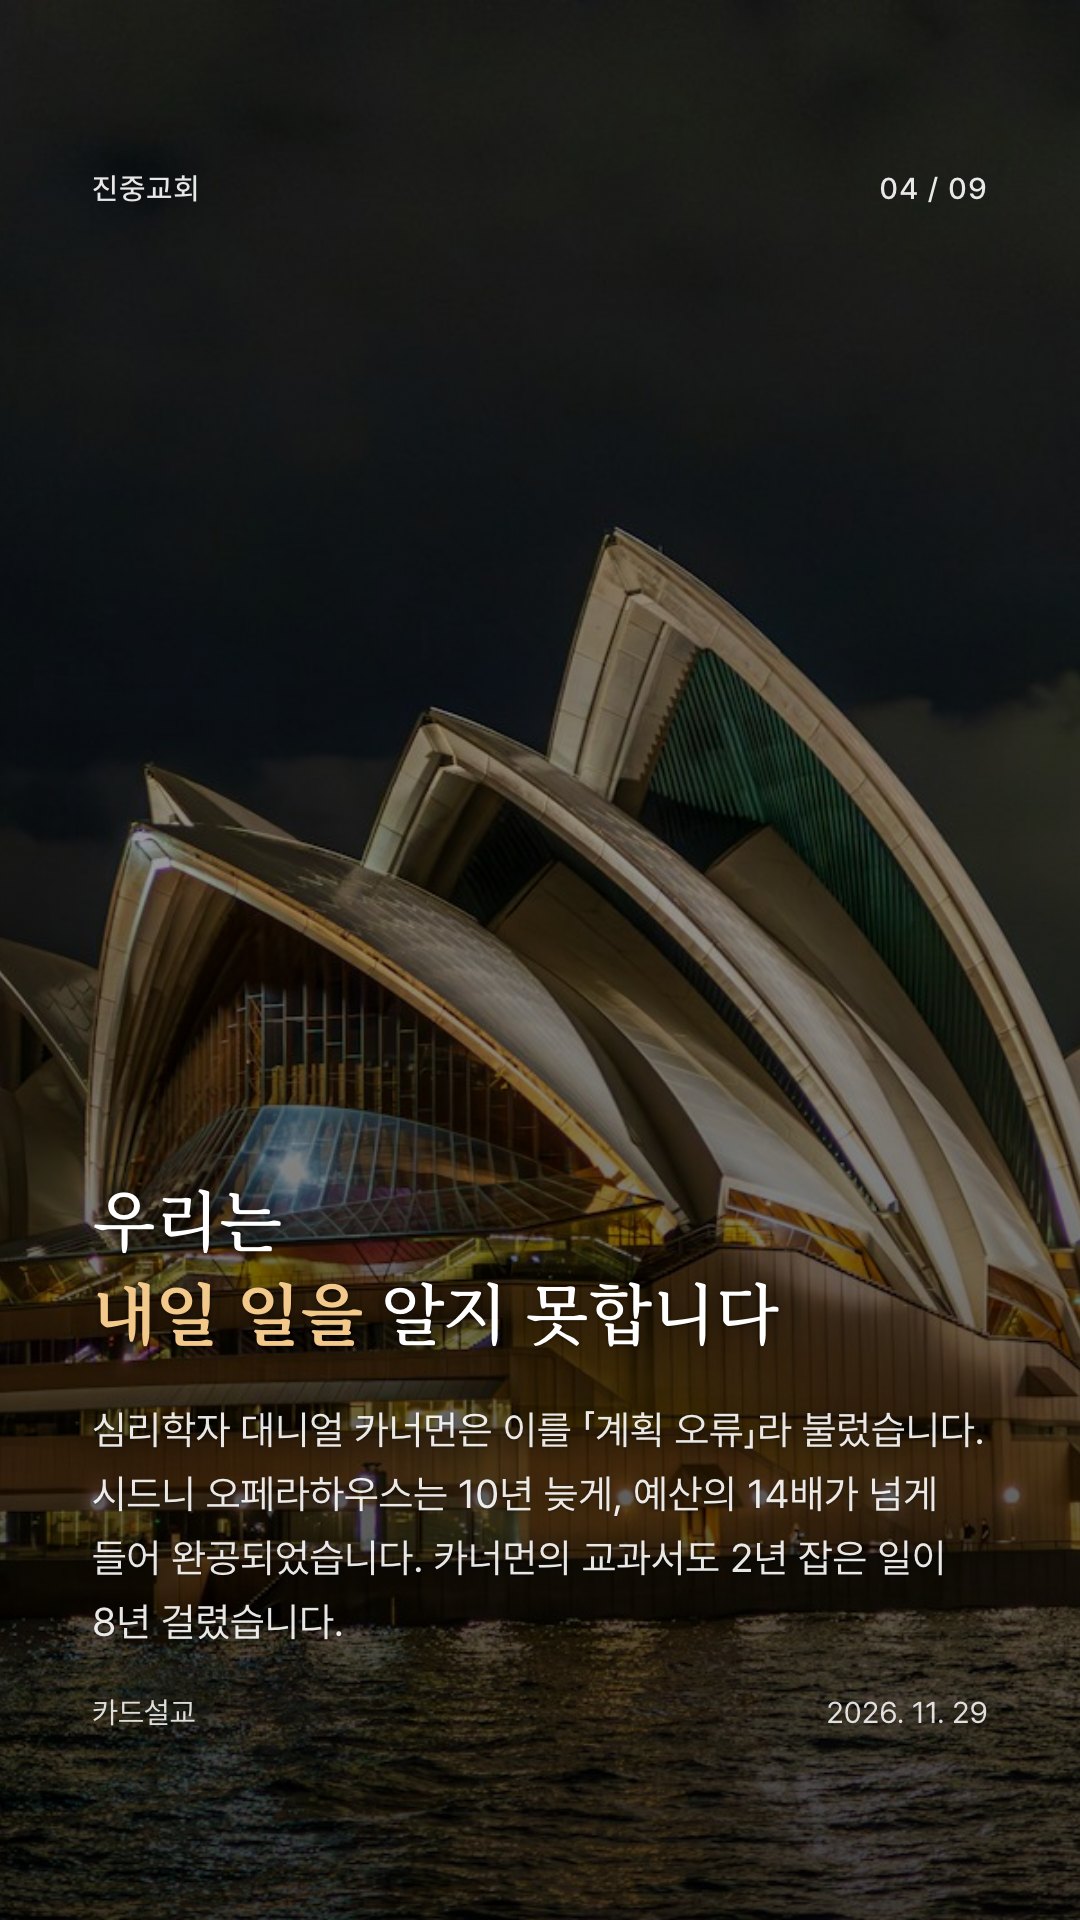 진중교회
04 / 09
우리는
내일 일을 알지 못합니다
심리학자 대니얼 카너먼은 이를 「계획 오류」라 불렀습니다.
시드니 오페라하우스는 10년 늦게, 예산의 14배가 넘게
들어 완공되었습니다. 카너먼의 교과서도 2년 잡은 일이
8년 걸렸습니다.
카드설교
2026. 11. 29